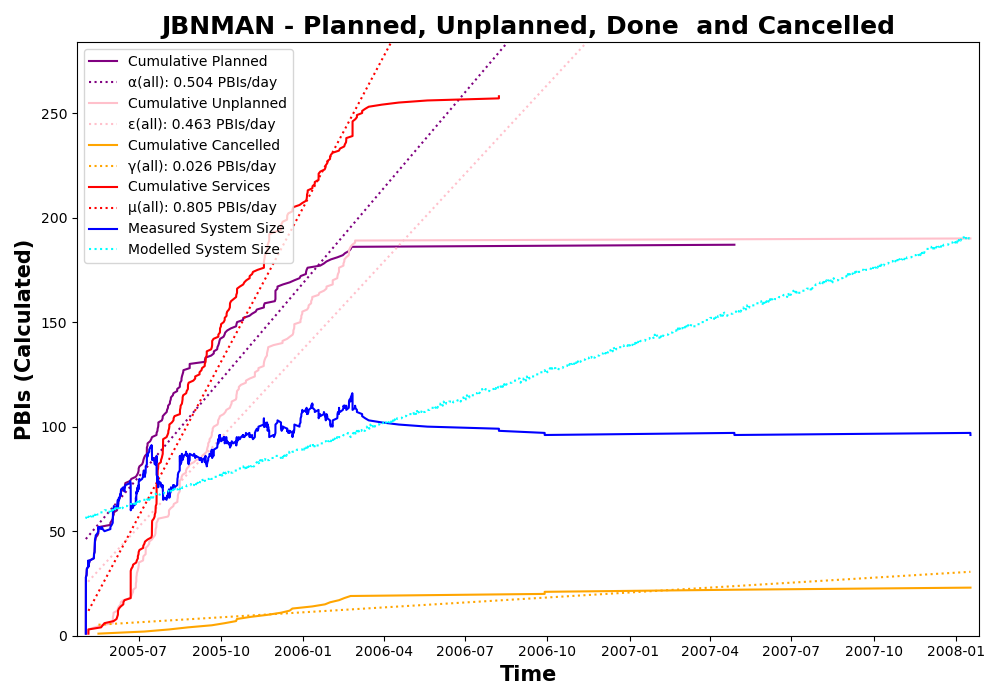 JBNMAN - Planned, Unplanned, Done  and Cancelled
Cumulative Planned
α(all): 0.504 PBIs/day
Cumulative Unplanned
ε(all): 0.463 PBIs/day
Cumulative Cancelled
γ(all): 0.026 PBIs/day
Cumulative Services
μ(all): 0.805 PBIs/day
Measured System Size
Modelled System Size
PBIs (Calculated)
250
200
150
100
50
0
2005-07 2005-10 2006-01 2006-04 2006-07 2006-10 2007-01 2007-04 2007-07 2007-10 2008-01
Time